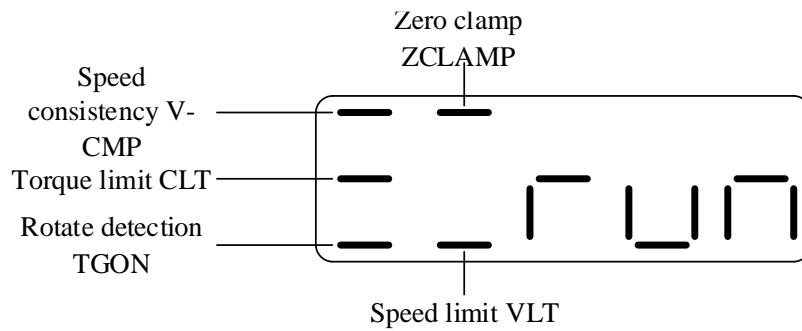 Zero clamp
ZCLAMP
Speed
consistency V-
CMP
Torque limit CLT
Rotate detection
TGON
run
Speed limit VLT